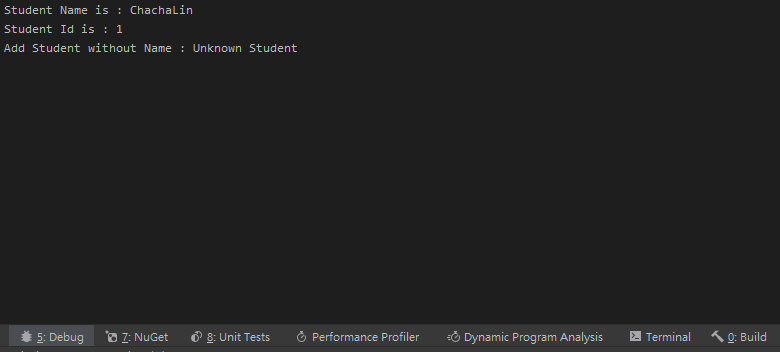 Student Name is : ChachaLin
Student Id is : 1
Add Student without Name : Unknown Student
5: Debug 7: NuGet 8: Unit Tests Performance Profiler Dynamic Program Analysis Terminal 0: Build